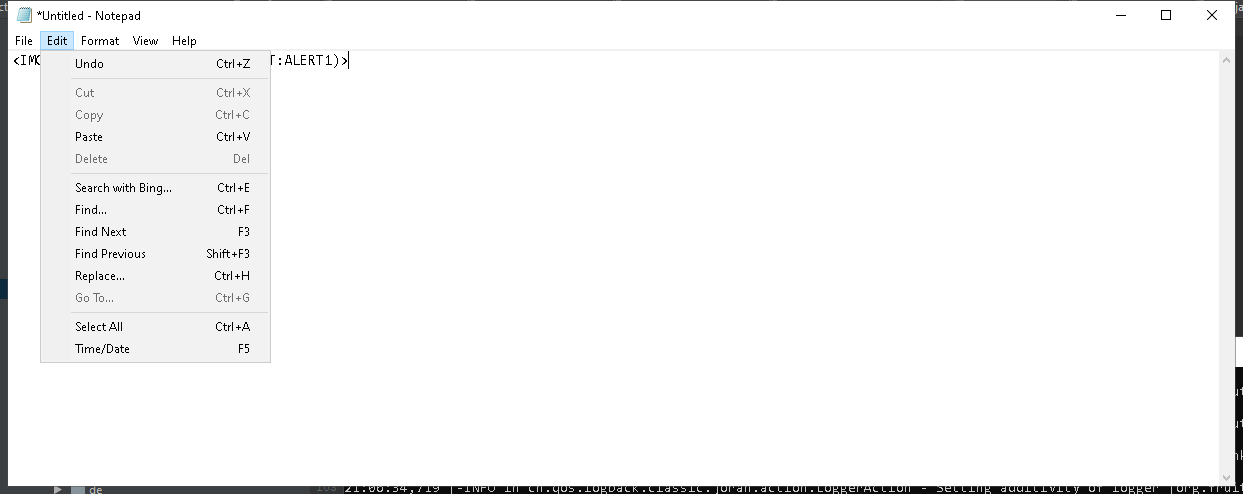 *Untitled - Notepad
File Edit Format View Help
<IM T:ALERT1)>
Undo Ctrl+Z
Cut Ctrl+X
Copy Ctrl+C
Paste Ctrl+V
Delete Del
Search with Bing... Ctrl+E
Find... Ctrl+F
Find Next F3
Find Previous Shift+F3
Replace... Ctrl+H
Go To... Ctrl+G
Select All Ctrl+A
Time/Date F5
de 21:06:34,719 |-INFO in ch.qos.logback.classic.joran.action.LoggerAction - Setting additivity of logger